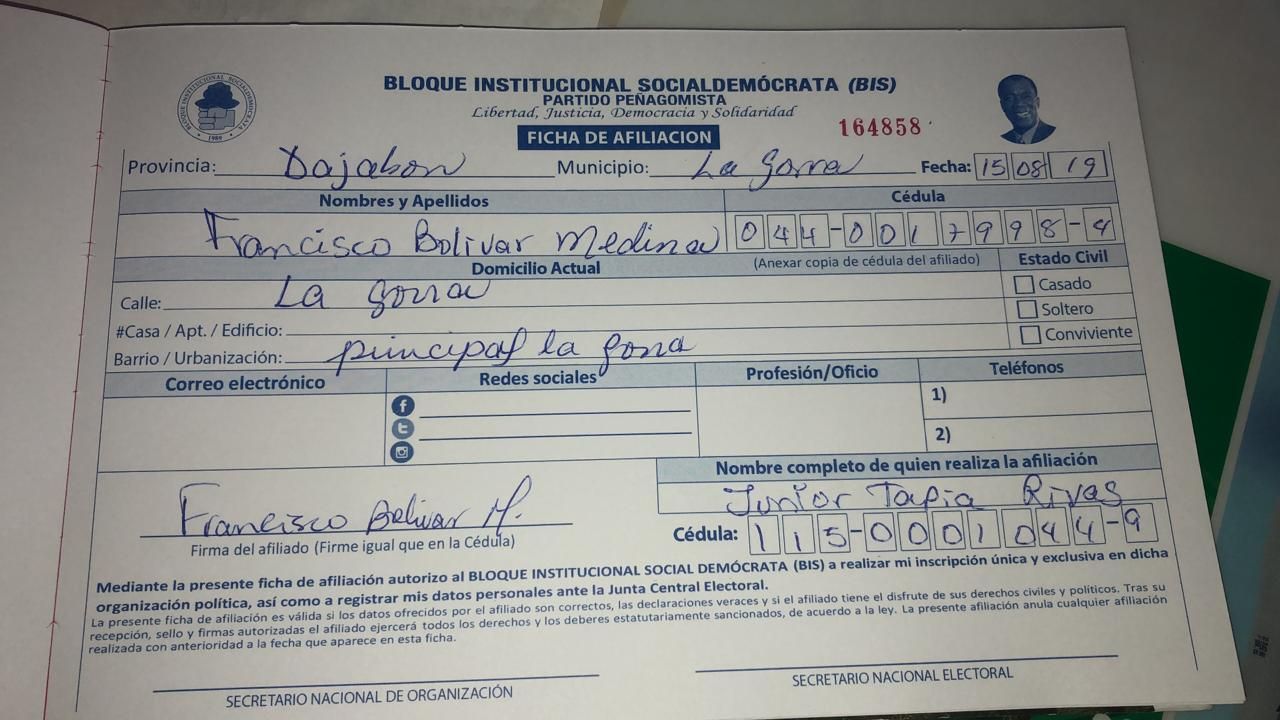 BLOQUE INSTITUCIONAL SOCIALDEMÓCRATA (BIS)
PARTIDO PEÑAGOMISTA
Libertad, Justicia, Democracia y Solidaridad
FICHA DE AFILIACION
164858
BLOQUE INSTITUCIONAL SOCIALDEMOCRATA
1989
Provincia: Dajabon Municipio: La gorra Fecha: 15 08 19
Nombres y Apellidos Cédula
Francisco Bolivar Medina 044-0017998-4
Domicilio Actual (Anexar copia de cédula del afiliado) Estado Civil
Calle: La gorra Casado
#Casa / Apt. / Edificio: Soltero
Barrio / Urbanización: principal la gorra Conviviente
Correo electrónico Redes sociales Profesión/Oficio Teléfonos
1)
2)
Nombre completo de quien realiza la afiliación
Junior Tapia Rivas
Francisco Bolivar M. Cédula: 115-0001044-9
Firma del afiliado (Firme igual que en la Cédula)
Mediante la presente ficha de afiliación autorizo al BLOQUE INSTITUCIONAL SOCIAL DEMÓCRATA (BIS) a realizar mi inscripción única y exclusiva en dicha
organización política, así como a registrar mis datos personales ante la Junta Central Electoral.
La presente ficha de afiliación es válida si los datos ofrecidos por el afiliado son correctos, las declaraciones veraces y si el afiliado tiene el disfrute de sus derechos civiles y políticos. Tras su
recepción, sello y firmas autorizadas el afiliado ejercerá todos los derechos y los deberes estatutariamente sancionados, de acuerdo a la ley. La presente afiliación anula cualquier afiliación
realizada con anterioridad a la fecha que aparece en esta ficha.
SECRETARIO NACIONAL DE ORGANIZACIÓN SECRETARIO NACIONAL ELECTORAL